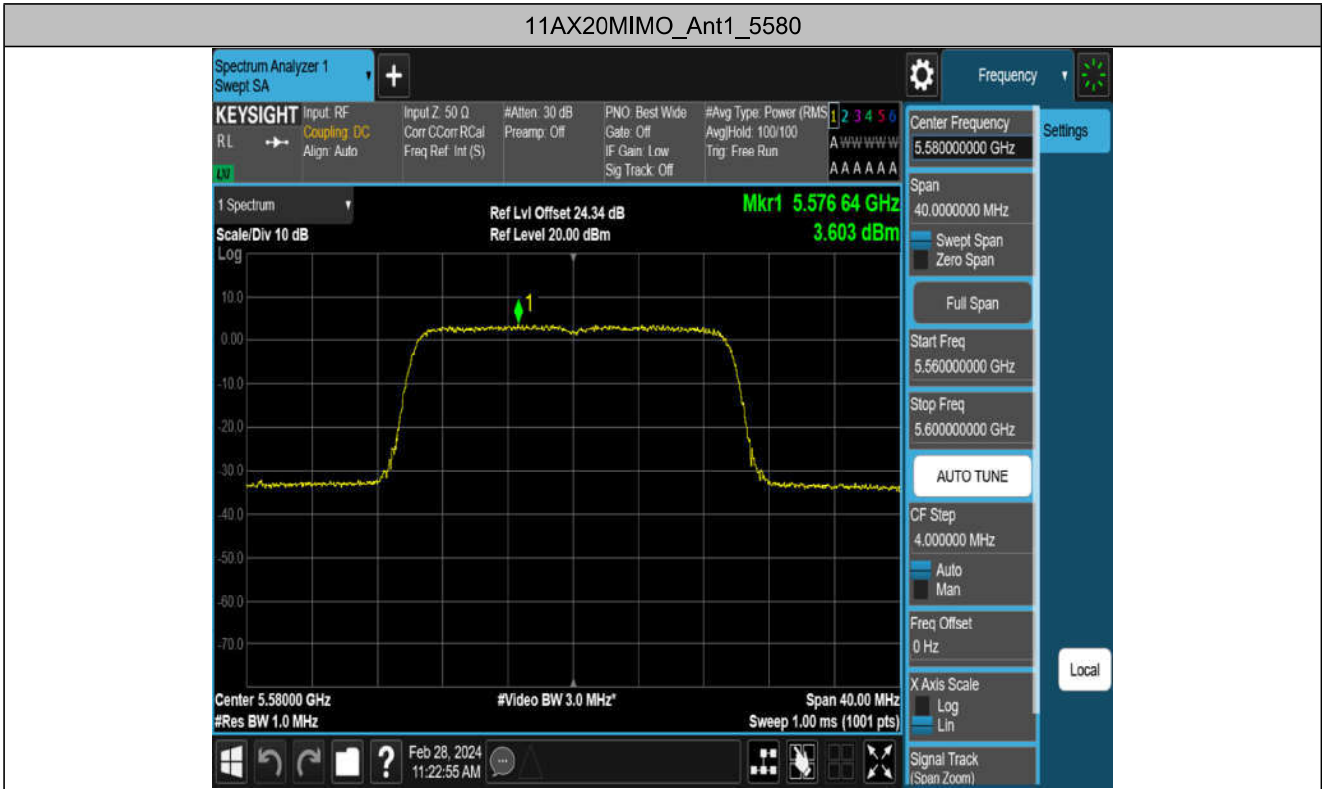 11AX20MIMO_Ant1_5580
Spectrum Analyzer 1
Swept SA
+
Frequency
KEYSIGHT
RL
Input: RF
Coupling: DC
Align: Auto
Input Z: 50 Ω
Corr CCorr RCal
Freq Ref: Int (S)
#Atten: 30 dB
Preamp: Off
PNO: Best Wide
Gate: Off
IF Gain: Low
Sig Track: Off
#Avg Type: Power (RMS
Avg|Hold: 100/100
Trig: Free Run
1 2 3 4 5 6
A W W W W W
A A A A A A
1 Spectrum
Scale/Div 10 dB
Log
Ref Lvl Offset 24.34 dB
Ref Level 20.00 dBm
Mkr1 5.576 64 GHz
3.603 dBm
1
10.0
0.00
-10.0
-20.0
-30.0
-40.0
-50.0
-60.0
-70.0
Center 5.58000 GHz
#Res BW 1.0 MHz
#Video BW 3.0 MHz*
Span 40.00 MHz
Sweep 1.00 ms (1001 pts)
Center Frequency
5.580000000 GHz
Settings
Span
40.0000000 MHz
Swept Span
Zero Span
Full Span
Start Freq
5.560000000 GHz
Stop Freq
5.600000000 GHz
AUTO TUNE
CF Step
4.000000 MHz
Auto
Man
Freq Offset
0 Hz
X Axis Scale
Log
Lin
Local
Signal Track
(Span Zoom)
?
Feb 28, 2024
11:22:55 AM